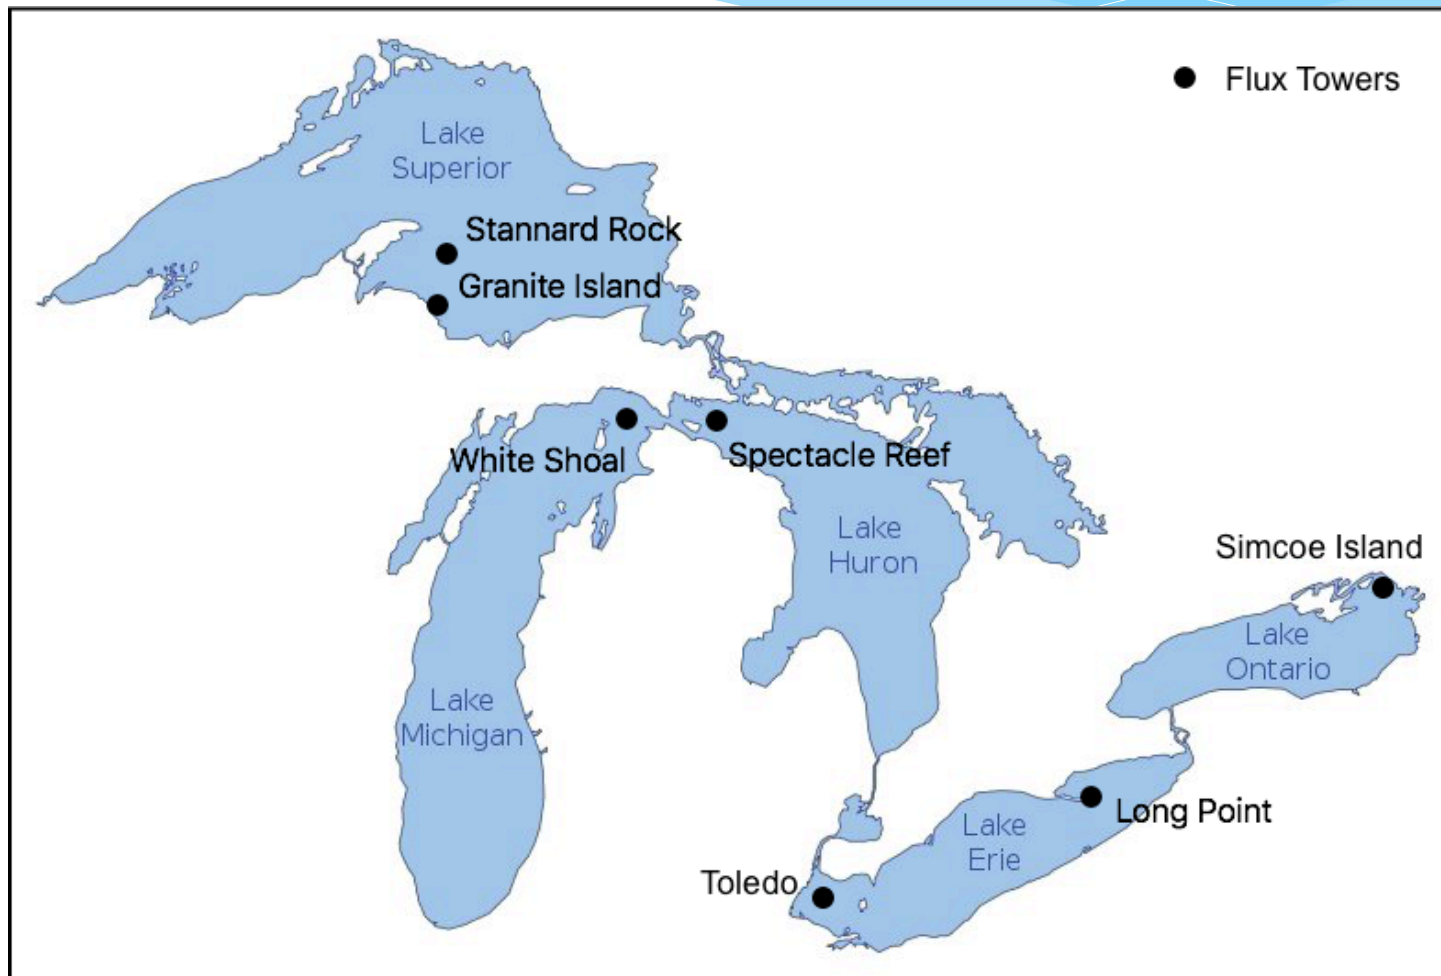 Flux Towers
Lake
Superior
Stannard Rock
Granite Island
White Shoal
Spectacle Reef
Lake
Huron
Simcoe Island
Lake
Ontario
Lake
Michigan
Long Point
Lake
Erie
Toledo